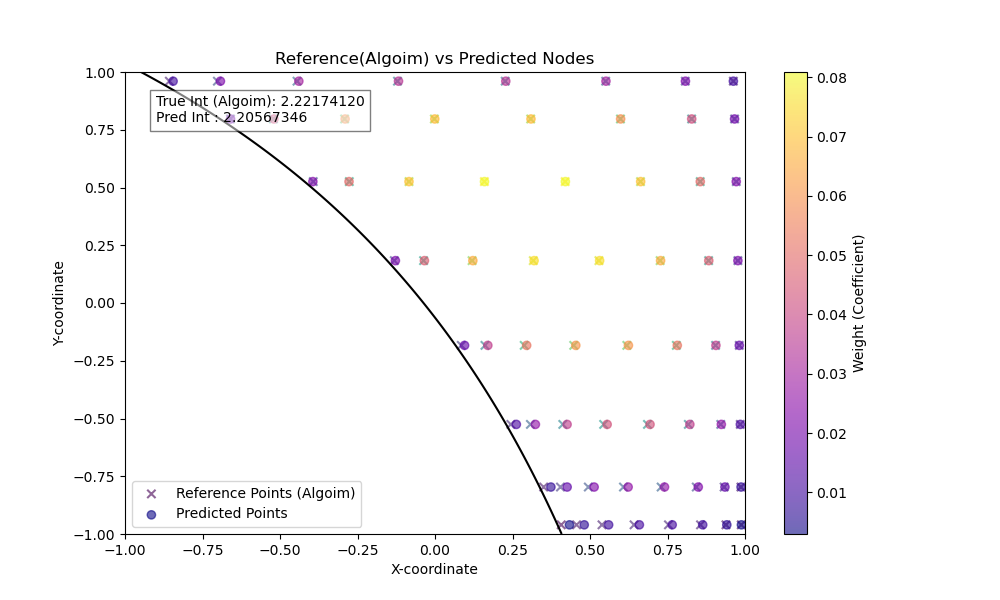 Reference(Algoim) vs Predicted Nodes
True Int (Algoim): 2.22174120
Pred Int : 2.20567346
Y-coordinate
1.00
0.75
0.50
0.25
0.00
−0.25
−0.50
−0.75
−1.00
Reference Points (Algoim)
Predicted Points
−1.00 −0.75 −0.50 −0.25 0.00 0.25 0.50 0.75 1.00
X-coordinate
0.08
0.07
0.06
0.05
0.04
0.03
0.02
0.01
Weight (Coefficient)